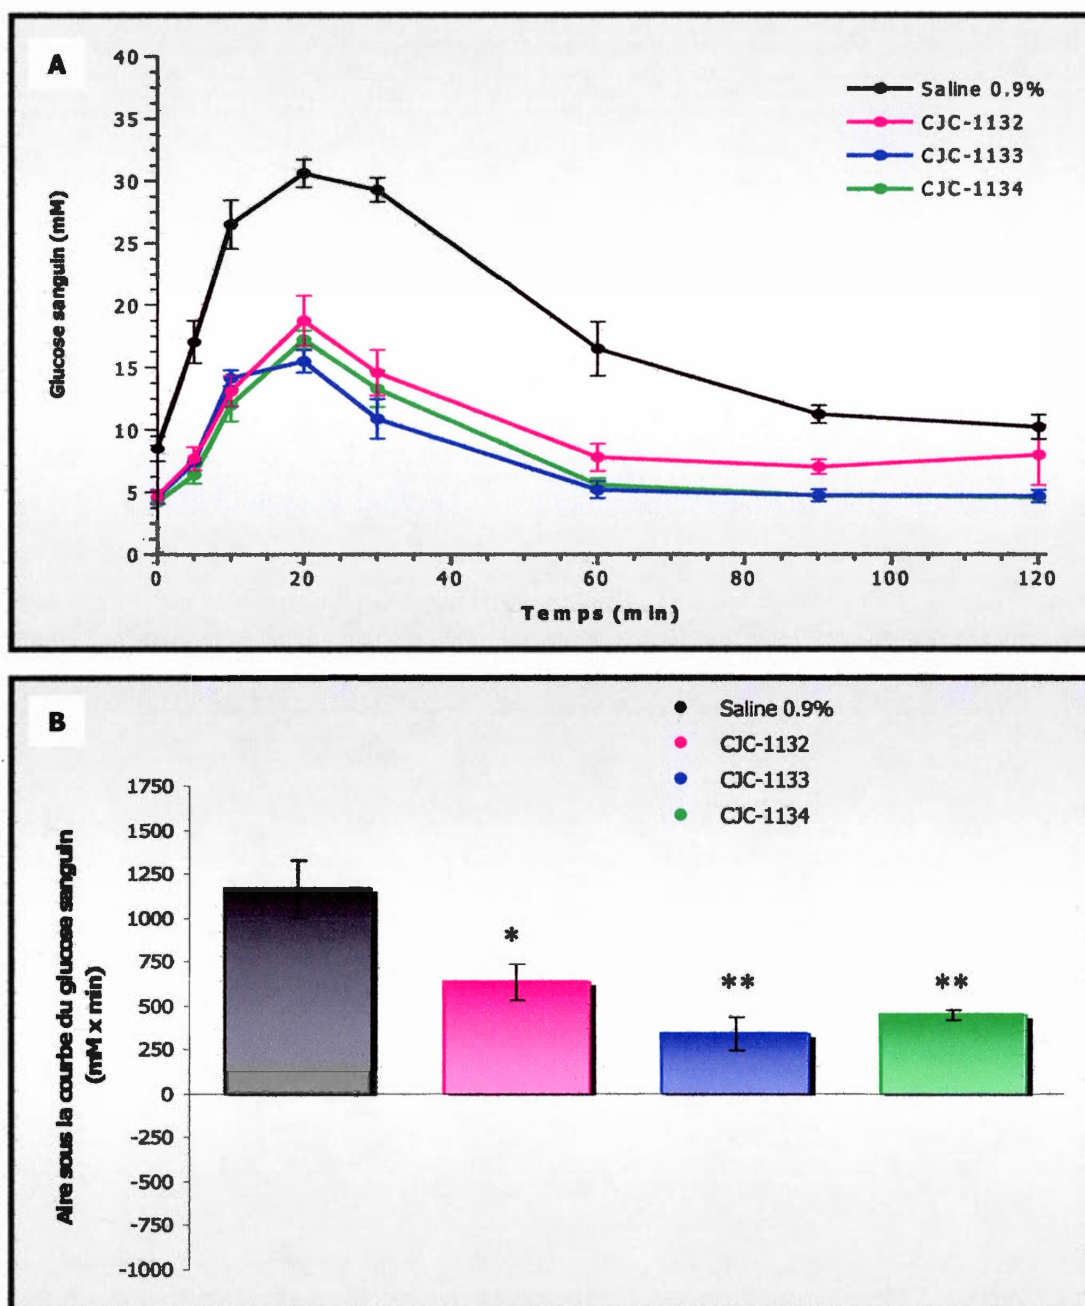 A
40
35
30
25
20
15
10
5
0
Glucose sanguin (mM)
Saline 0.9%
CJC-1132
CJC-1133
CJC-1134
0 20 40 60 80 100 120
Temps (min)
B
Saline 0.9%
CJC-1132
CJC-1133
CJC-1134
1750
1500
1250
1000
750
500
250
0
-250
-500
-750
-1000
Aire sous la courbe du glucose sanguin
(mM x min)
*
**
**